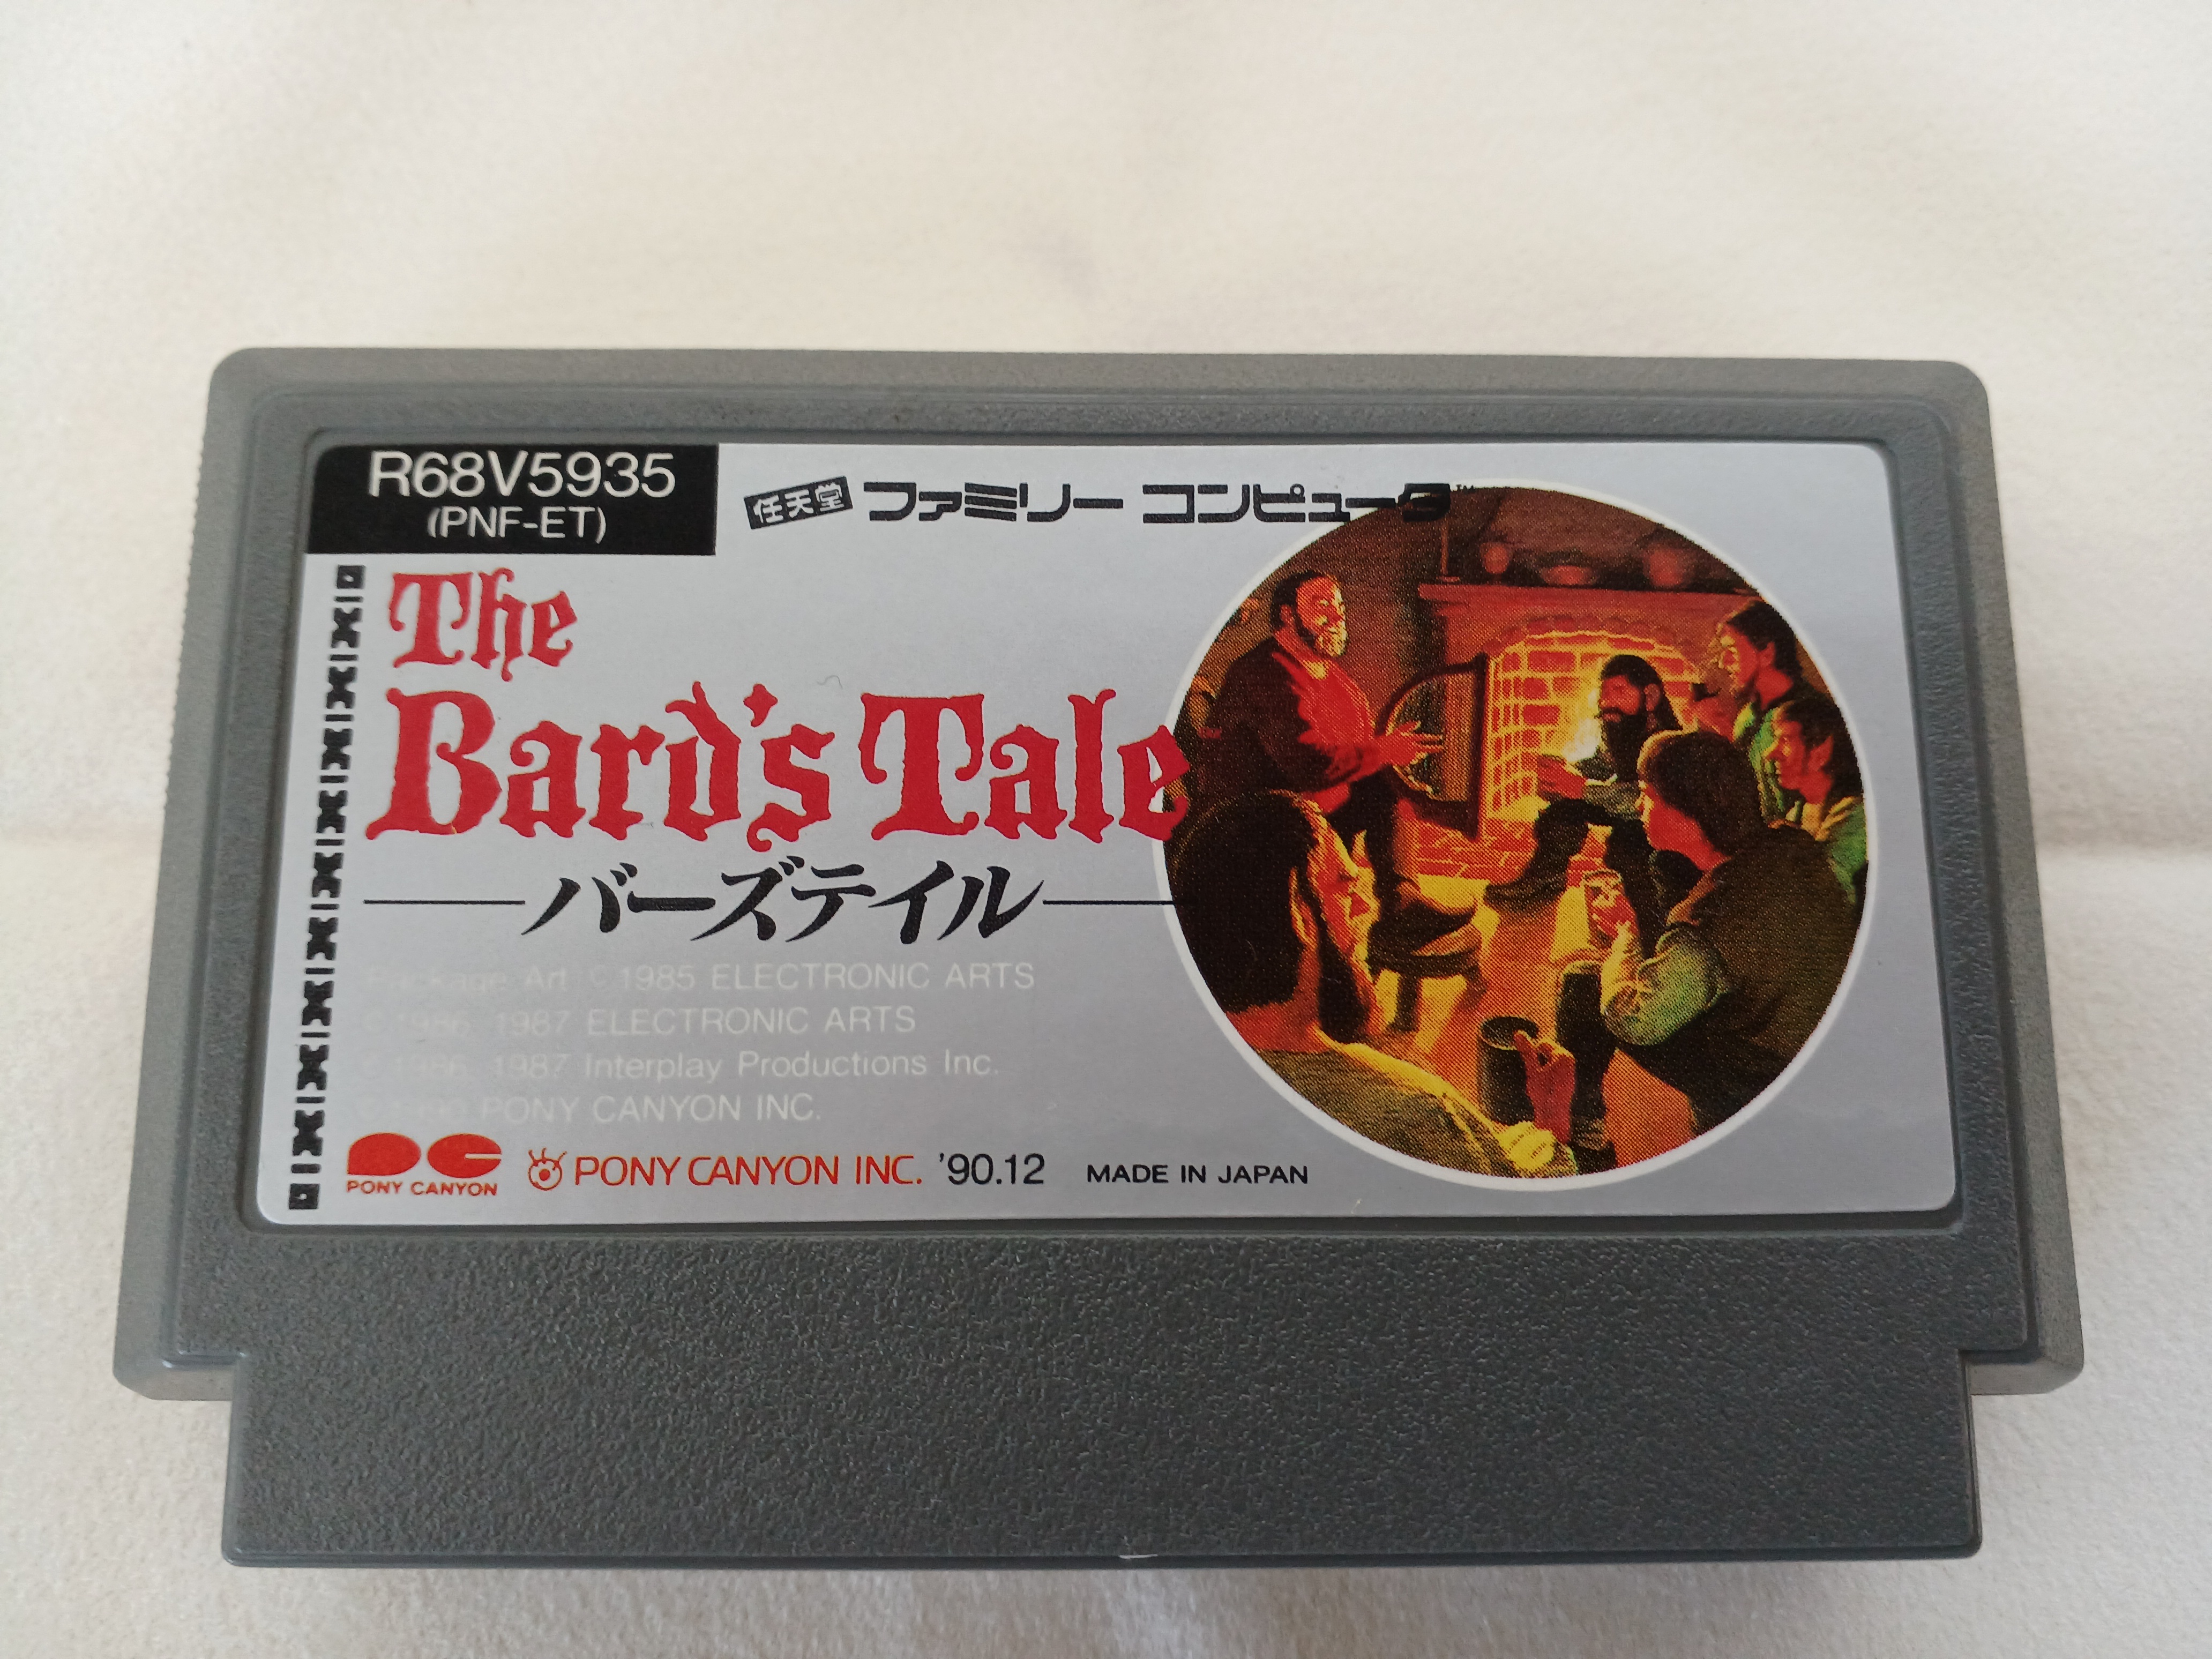 R68V5935
(PNF-ET)
任天堂 ファミリー コンピュータ™
The
Bard's Tale
バーズテイル
Package Art ©1985 ELECTRONIC ARTS
©1986 1987 ELECTRONIC ARTS
1986 1987 Interplay Productions Inc.
PONY CANYON INC.
PONY CANYON
PONY CANYON INC. '90.12 MADE IN JAPAN